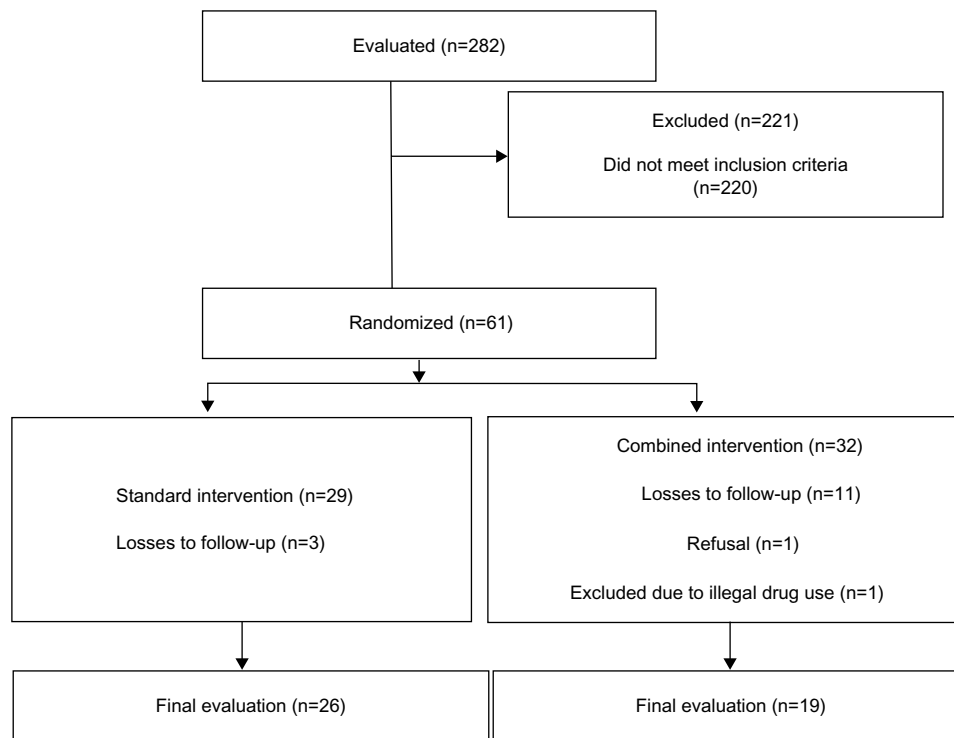 Evaluated (n=282)
Excluded (n=221)
Did not meet inclusion criteria
(n=220)
Randomized (n=61)
Standard intervention (n=29)
Losses to follow-up (n=3)
Combined intervention (n=32)
Losses to follow-up (n=11)
Refusal (n=1)
Excluded due to illegal drug use (n=1)
Final evaluation (n=26)
Final evaluation (n=19)